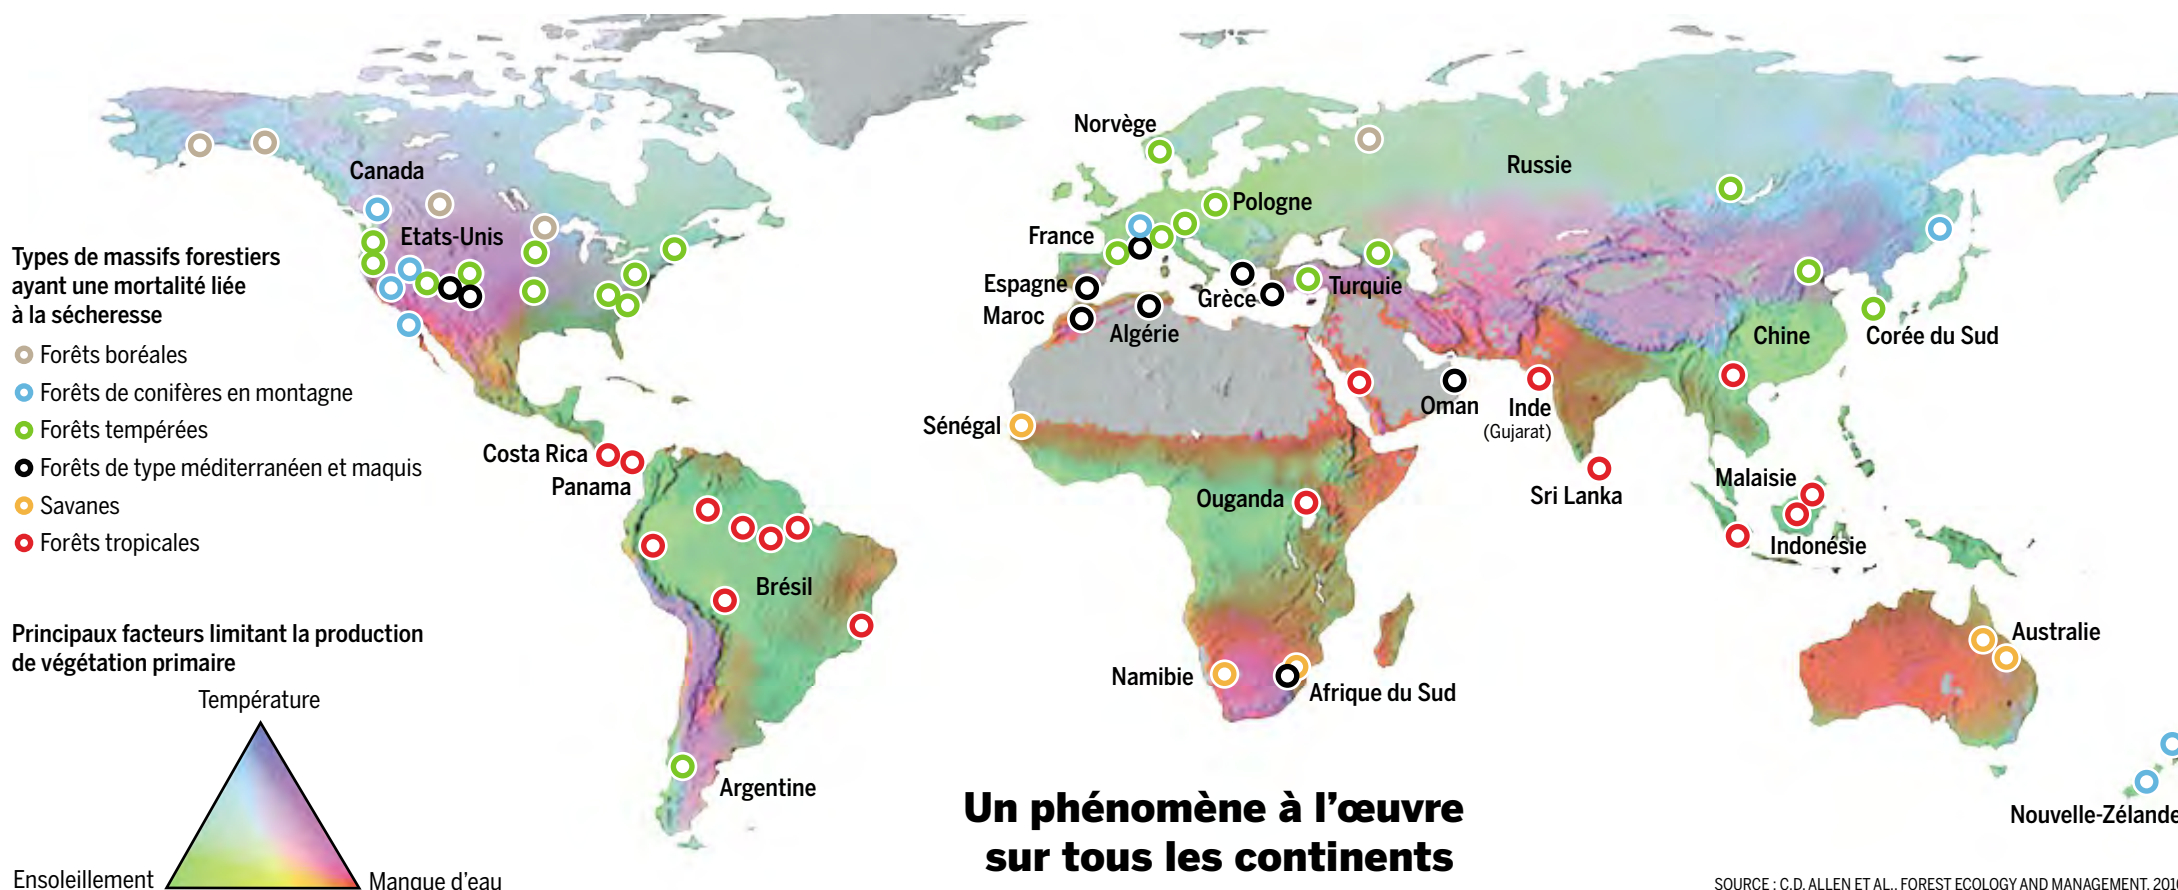 Norvège
Canada
Russie
Pologne
Etats-Unis
France
Types de massifs forestiers
ayant une mortalité liée
à la sécheresse
Forêts boréales
Forêts de conifères en montagne
Forêts tempérées
Forêts de type méditerranéen et maquis
Savanes
Forêts tropicales
Espagne
Turquie
Grèce
Maroc
Algérie
Chine
Corée du Sud
Oman
Inde
(Gujarat)
Sénégal
Costa Rica
Panama
Ouganda
Sri Lanka
Malaisie
Indonésie
Brésil
Australie
Namibie
Afrique du Sud
Argentine
Nouvelle-Zélande
Principaux facteurs limitant la production
de végétation primaire
Température
Ensoleillement
Manque d'eau
Un phénomène à l'œuvre
sur tous les continents
SOURCE : C.D. ALLEN ET AL., FOREST ECOLOGY AND MANAGEMENT,